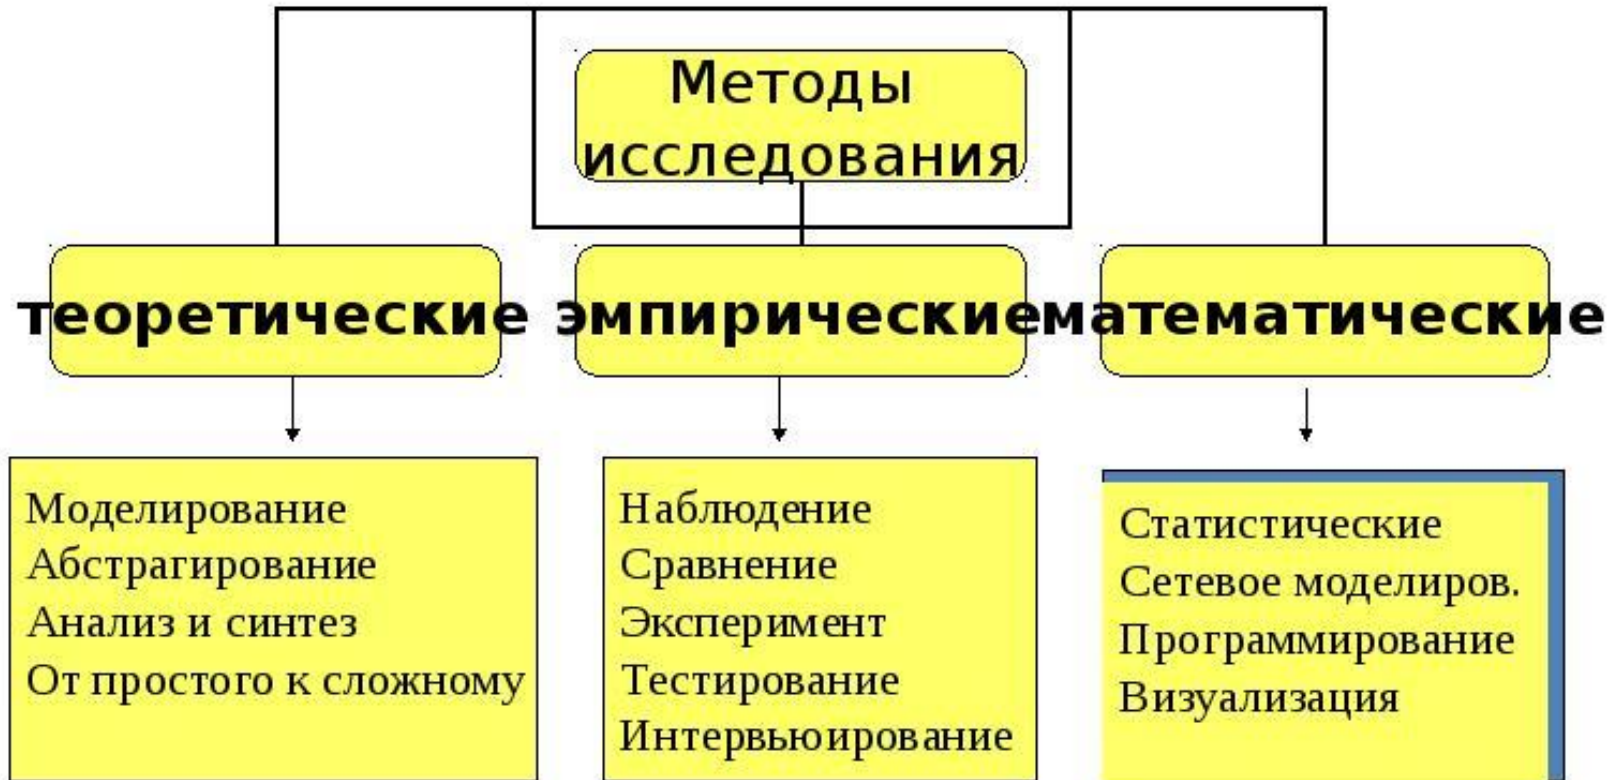 Методы
исследования
теоретические
эмпирические
математические
Моделирование
Абстрагирование
Анализ и синтез
От простого к сложному
Наблюдение
Сравнение
Эксперимент
Тестирование
Интервьюирование
Статистические
Сетевое моделиров.
Программирование
Визуализация